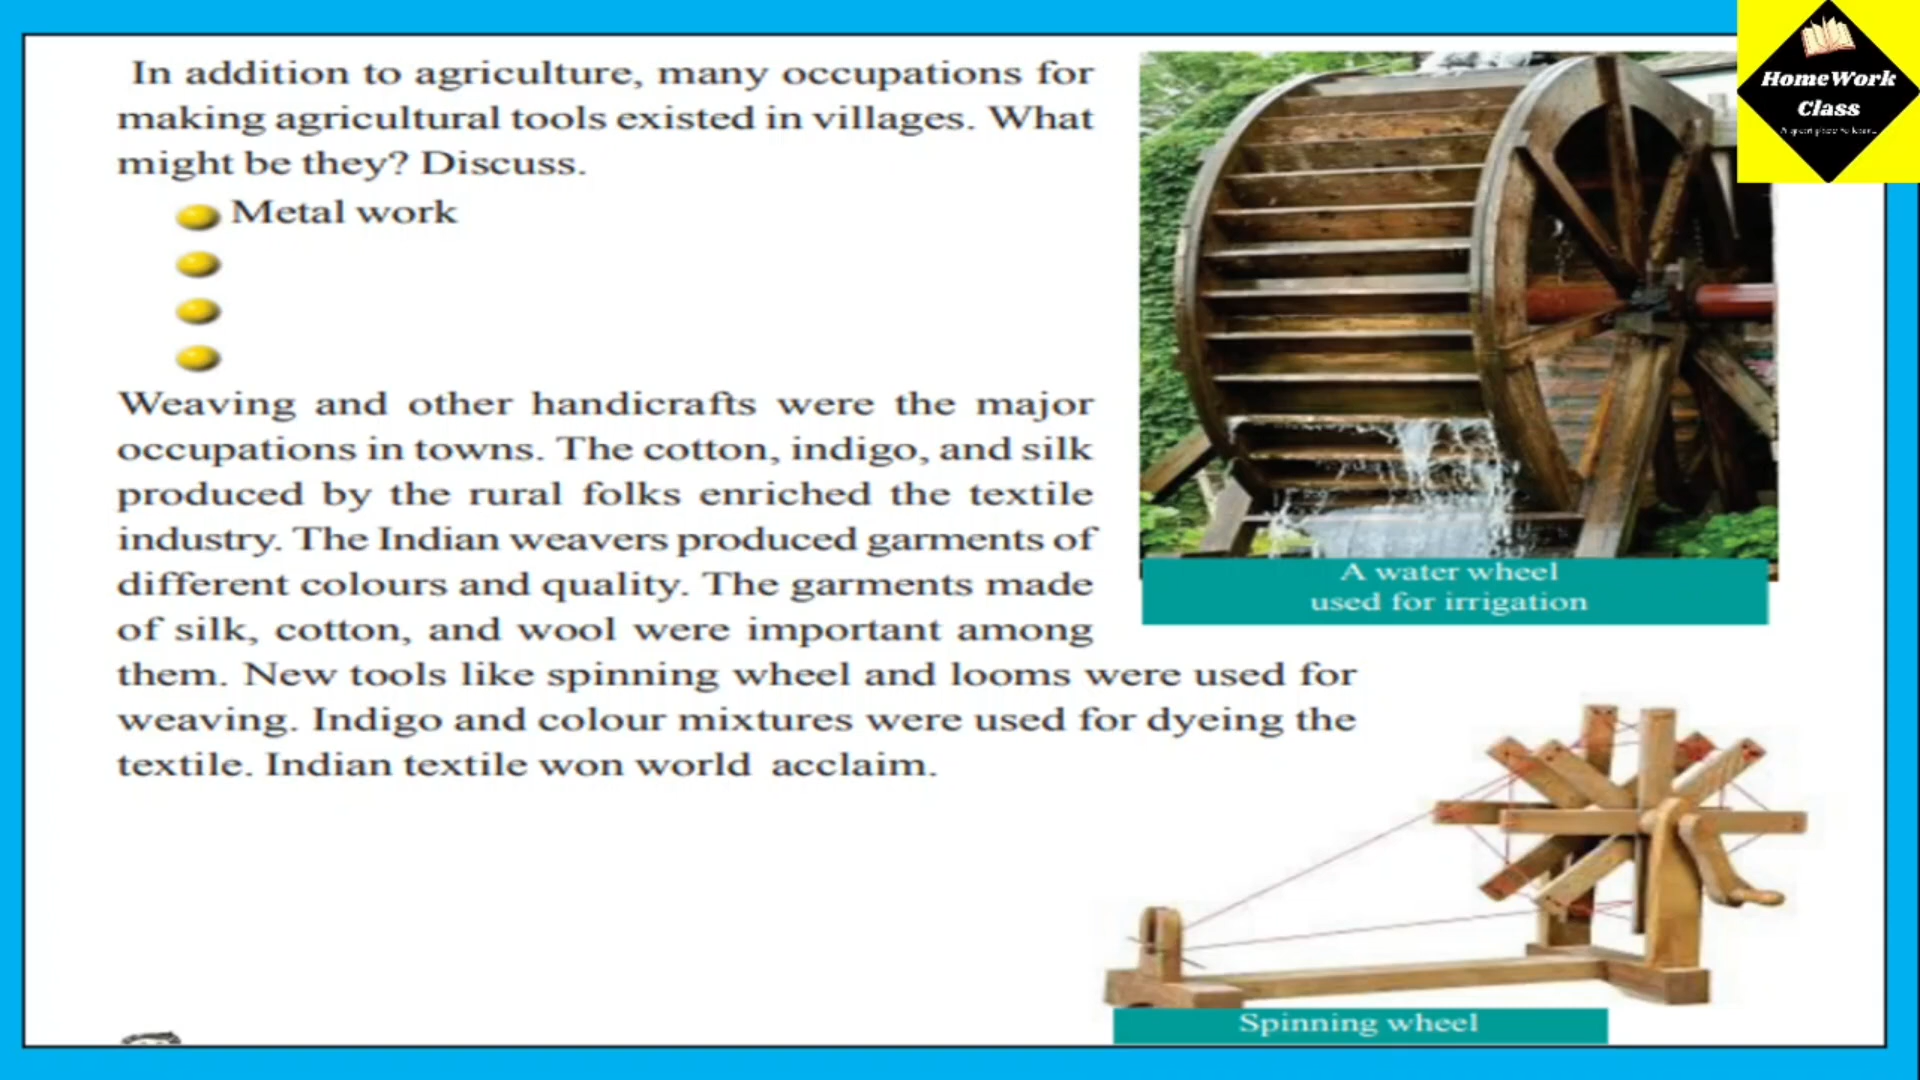 In addition to agriculture, many occupations for
making agricultural tools existed in villages. What
might be they? Discuss.
Metal work
Weaving and other handicrafts were the major
occupations in towns. The cotton, indigo, and silk
produced by the rural folks enriched the textile
industry. The Indian weavers produced garments of
different colours and quality. The garments made
of silk, cotton, and wool were important among
them. New tools like spinning wheel and looms were used for
weaving. Indigo and colour mixtures were used for dyeing the
textile. Indian textile won world acclaim.
HomeWork
Class
A great place to learn...
A water wheel
used for irrigation
Spinning wheel